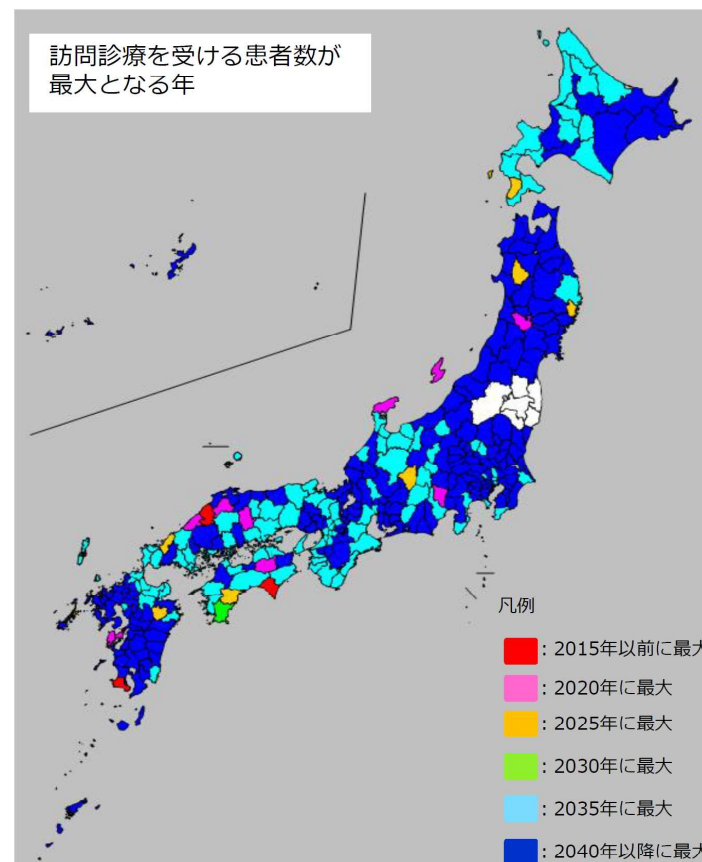 訪問診療を受ける患者数が
最大となる年
凡例
：2015年以前に最大
：2020年に最大
：2025年に最大
：2030年に最大
：2035年に最大
：2040年以降に最大